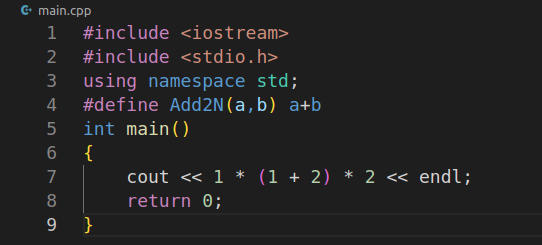 main.cpp
1 #include <iostream>
2 #include <stdio.h>
3 using namespace std;
4 #define Add2N(a,b) a+b
5 int main()
6 {
7     cout << 1 * (1 + 2) * 2 << endl;
8     return 0;
9 }